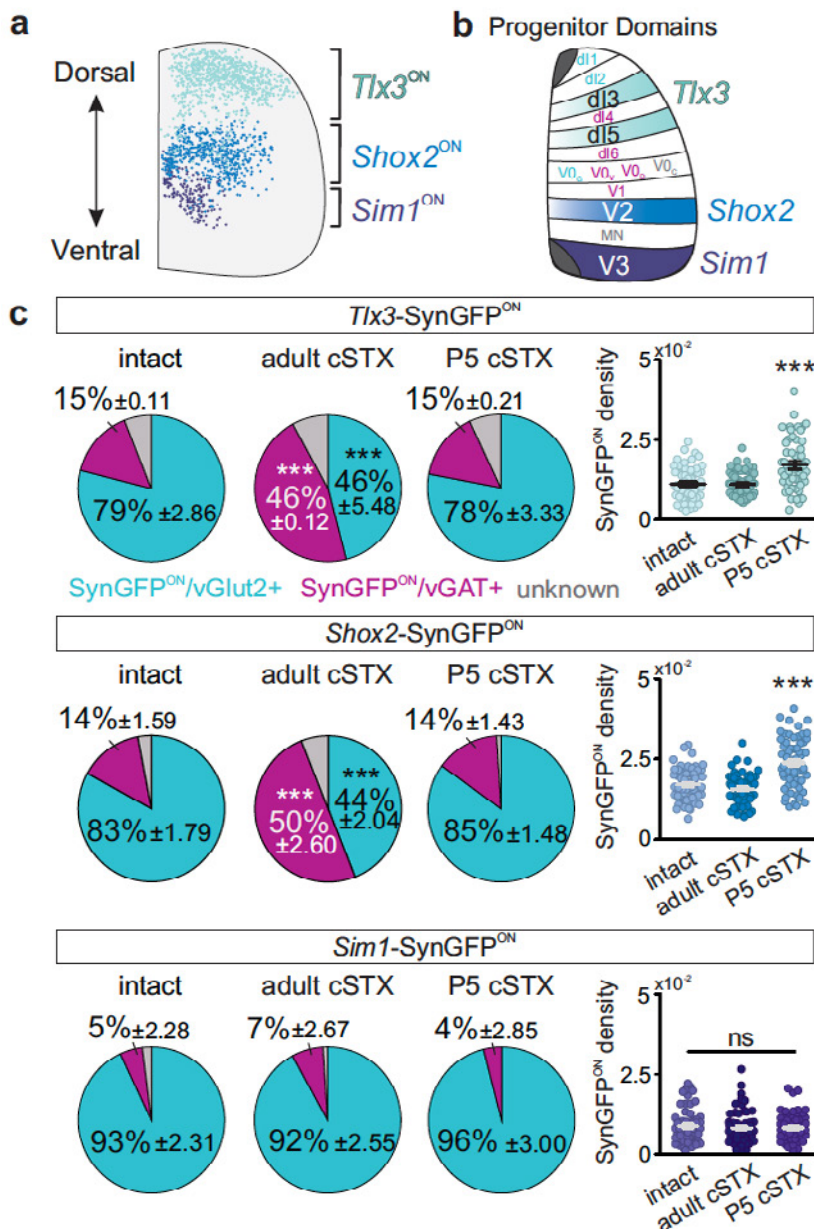 a
Dorsal
Ventral
Tlx3ᴼᴺ
Shox2ᴼᴺ
Sim1ᴼᴺ
b Progenitor Domains
dI1
dI2
dI3
dI4
dI5
dI6
V0 V0ᵥ V0 V0
V1
V2
MN
V3
Tlx3
Shox2
Sim1
c
Tlx3-SynGFPᴼᴺ
intact adult cSTX P5 cSTX
15%±0.11
79%±2.86
***
46%
±0.12
***
46%
±5.48
15%±0.21
78%±3.33
SynGFPᴼᴺ density
x10⁻²
5
2.5
0
***
intact
adult cSTX
P5 cSTX
SynGFPᴼᴺ/vGlut2+ SynGFPᴼᴺ/vGAT+ unknown
Shox2-SynGFPᴼᴺ
intact adult cSTX P5 cSTX
14%±1.59
83%±1.79
***
50%
±2.60
***
44%
±2.04
14%±1.43
85%±1.48
SynGFPᴼᴺ density
x10⁻²
5
2.5
0
***
intact
adult cSTX
P5 cSTX
Sim1-SynGFPᴼᴺ
intact adult cSTX P5 cSTX
5%±2.28
93%±2.31
7%±2.67
92%±2.55
4%±2.85
96%±3.00
SynGFPᴼᴺ density
x10⁻²
5
2.5
0
ns
intact
adult cSTX
P5 cSTX